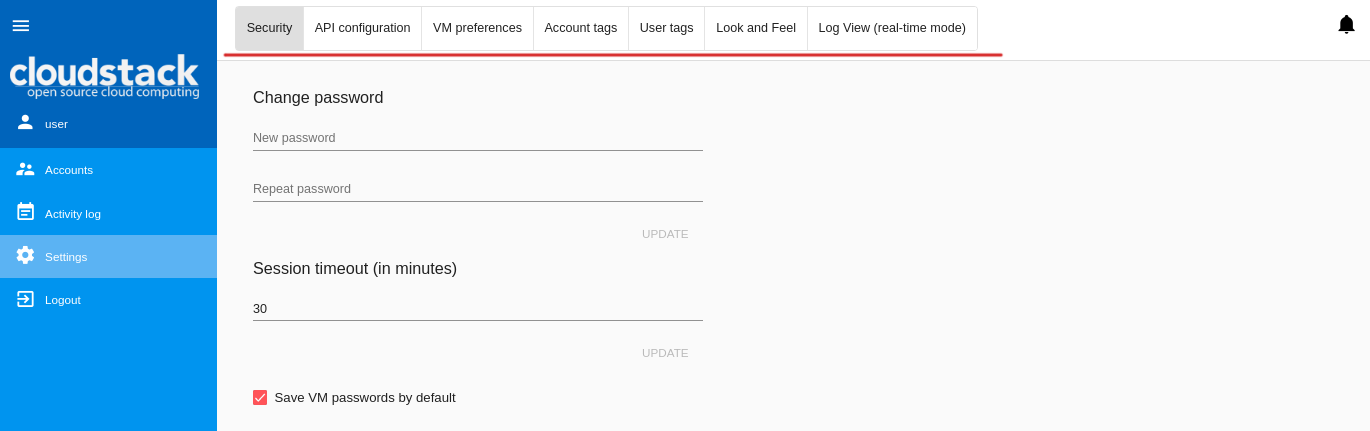 cloudstack
open source cloud computing
user
Accounts
Activity log
Settings
Logout
Security API configuration VM preferences Account tags User tags Look and Feel Log View (real-time mode)
Change password
New password
Repeat password
UPDATE
Session timeout (in minutes)
30
UPDATE
Save VM passwords by default